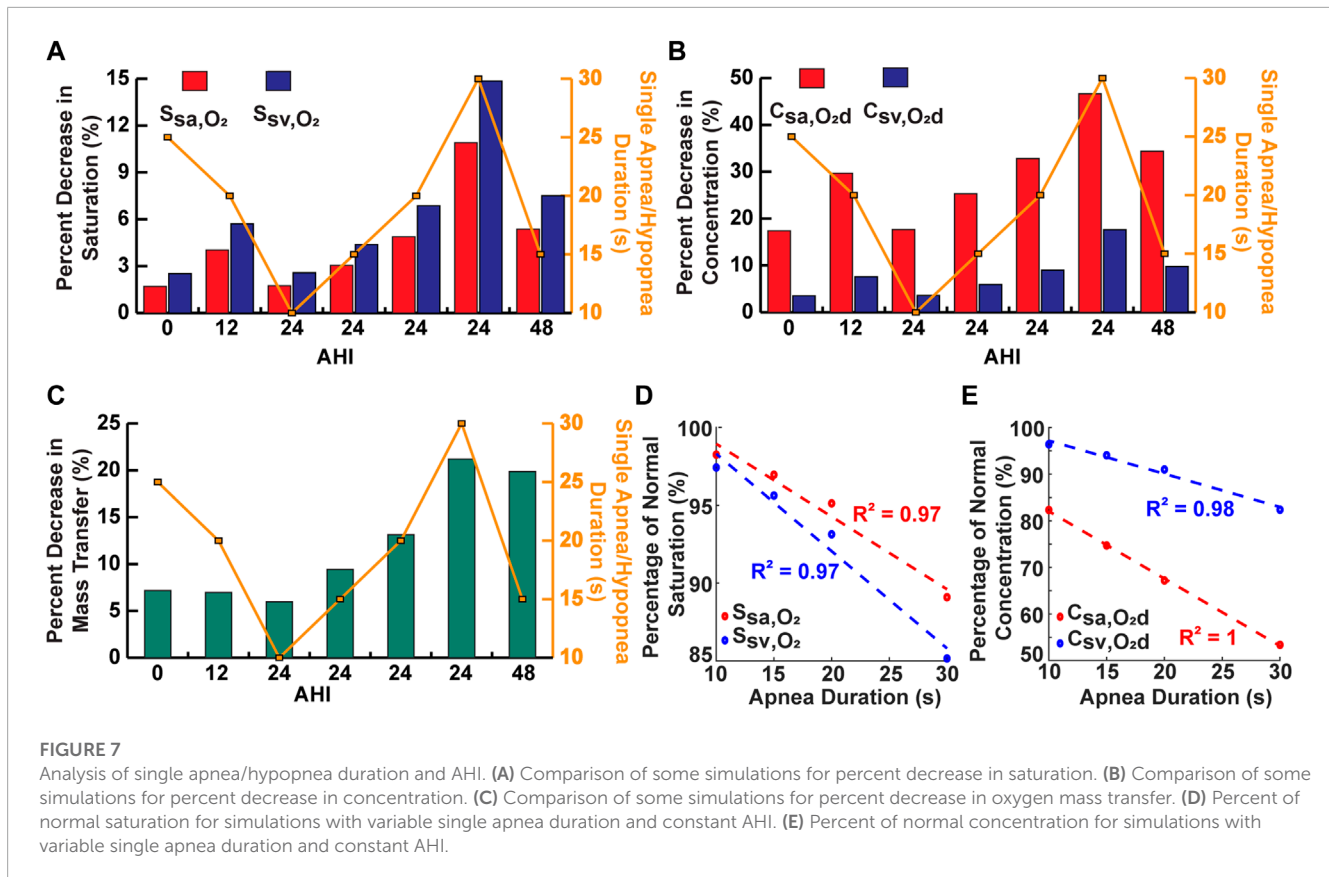 A
Percent Decrease in
Saturation (%)
15
12
9
6
3
0
Ssa,O₂
Ssv,O₂
30
25
20
15
10
Single Apnea/Hypopnea
Duration (s)
0 12 24 24 24 24 48
AHI
B
Percent Decrease in
Concentration (%)
50
40
30
20
10
0
Csa,O₂d
Csv,O₂d
30
25
20
15
10
Single Apnea/Hypopnea
Duration (s)
0 12 24 24 24 24 48
AHI
C
Percent Decrease in
Mass Transfer (%)
25
20
15
10
5
0
30
25
20
15
10
Single Apnea/Hypopnea
Duration (s)
0 12 24 24 24 24 48
AHI
D
Percentage of Normal
Saturation (%)
100
95
90
85
R² = 0.97
R² = 0.97
Ssa,O₂
Ssv,O₂
10 15 20 25 30
Apnea Duration (s)
E
Percentage of Normal
Concentration (%)
100
90
80
70
60
50
R² = 0.98
Csa,O₂d
R² = 1
Csv,O₂d
10 15 20 25 30
Apnea Duration (s)
FIGURE 7
Analysis of single apnea/hypopnea duration and AHI. (A) Comparison of some simulations for percent decrease in saturation. (B) Comparison of some
simulations for percent decrease in concentration. (C) Comparison of some simulations for percent decrease in oxygen mass transfer. (D) Percent of
normal saturation for simulations with variable single apnea duration and constant AHI. (E) Percent of normal concentration for simulations with
variable single apnea duration and constant AHI.